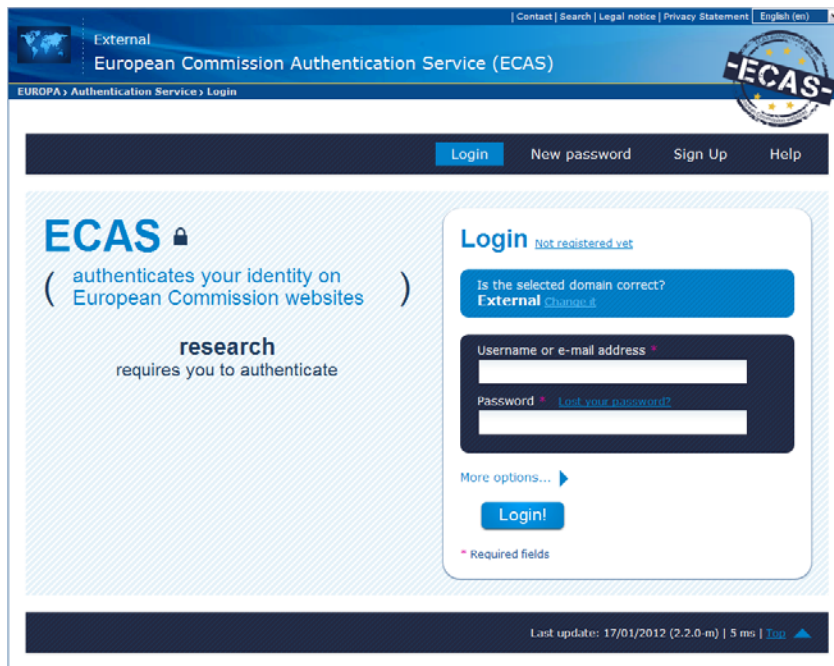 | Contact | Search | Legal notice | Privacy Statement English (en)
External
European Commission Authentication Service (ECAS)
-ECAS-
EUROPA › Authentication Service › Login
Login New password Sign Up Help
ECAS
( authenticates your identity on
European Commission websites )
research
requires you to authenticate
Login Not registered yet
Is the selected domain correct?
External Change it
Username or e-mail address *
Password * Lost your password?
More options...
Login!
* Required fields
Last update: 17/01/2012 (2.2.0-m) | 5 ms | Top